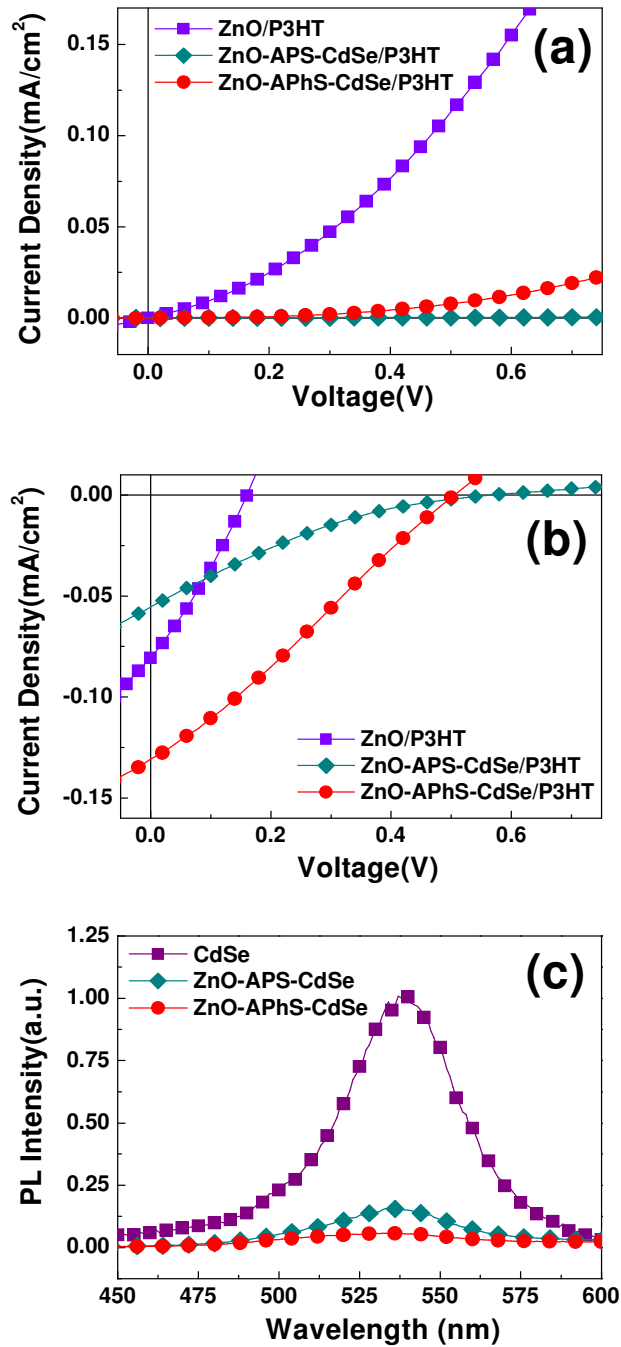 ZnO/P3HT
ZnO-APS-CdSe/P3HT
ZnO-APhS-CdSe/P3HT
(a)
0.15
0.10
0.05
0.00
Current Density(mA/cm²)
0.0 0.2 0.4 0.6
Voltage(V)
(b)
0.00
-0.05
-0.10
-0.15
Current Density(mA/cm²)
ZnO/P3HT
ZnO-APS-CdSe/P3HT
ZnO-APhS-CdSe/P3HT
0.0 0.2 0.4 0.6
Voltage(V)
CdSe
ZnO-APS-CdSe
ZnO-APhS-CdSe
(c)
1.25
1.00
0.75
0.50
0.25
0.00
PL Intensity(a.u.)
450 475 500 525 550 575 600
Wavelength (nm)